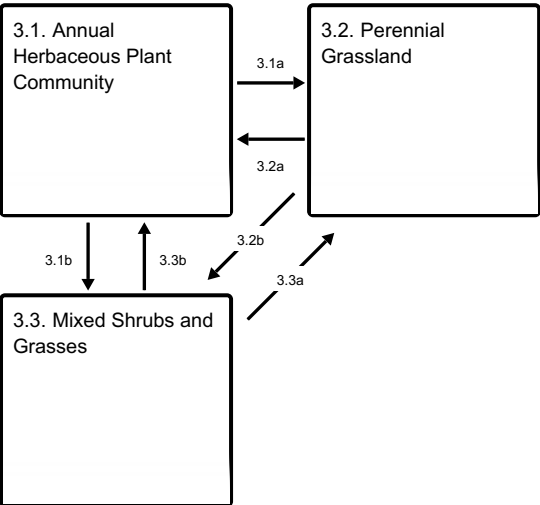 3.1. Annual
Herbaceous Plant
Community
3.2. Perennial
Grassland
3.1a
3.2a
3.2b
3.1b
3.3b
3.3a
3.3. Mixed Shrubs and
Grasses